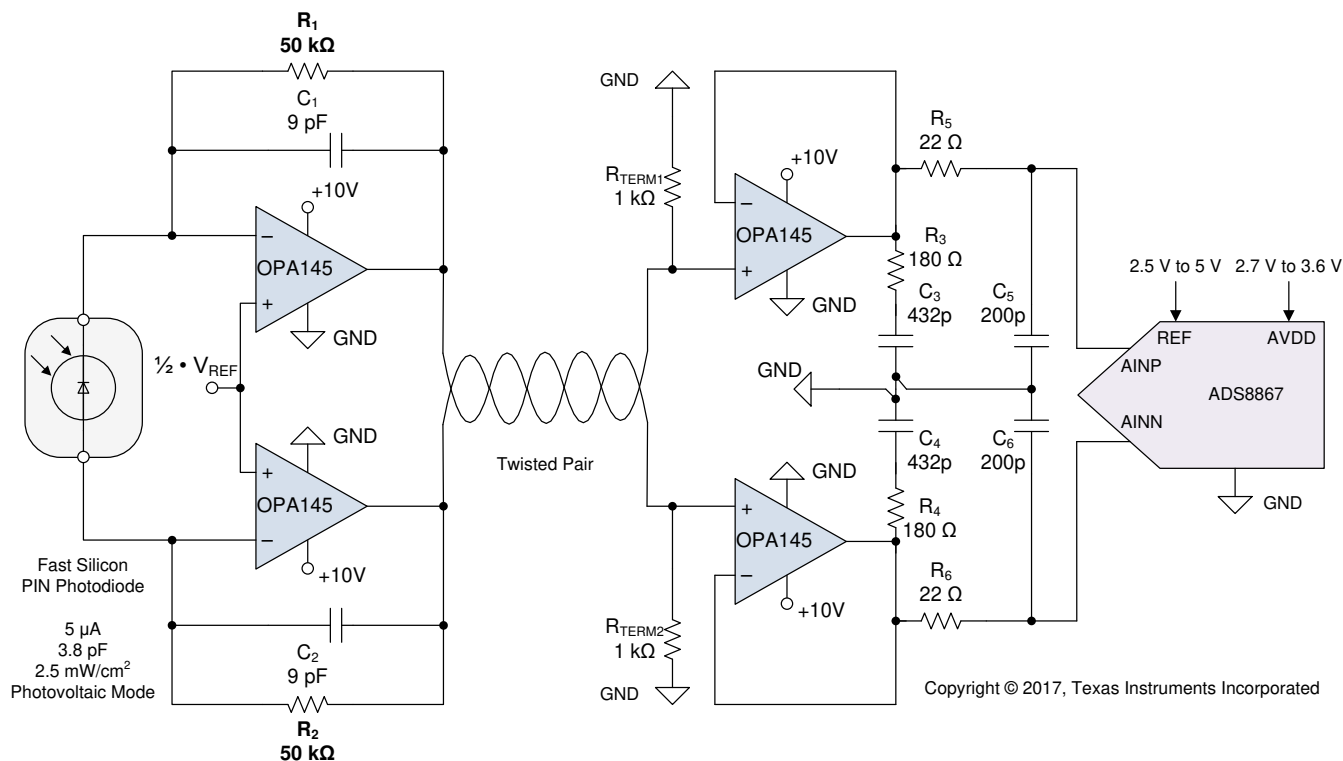 R1
50 kΩ
C1
9 pF
+10V
−
OPA145
+
GND
½ • VREF
GND
+
OPA145
−
+10V
Fast Silicon
PIN Photodiode
5 µA
3.8 pF
2.5 mW/cm²
Photovoltaic Mode
C2
9 pF
R2
50 kΩ
Twisted Pair
GND
RTERM1
1 kΩ
+10V
−
OPA145
+
GND
R5
22 Ω
R3
180 Ω
C3
432p
C5
200p
GND
C4
432p
C6
200p
GND
+
OPA145
−
+10V
R4
180 Ω
R6
22 Ω
RTERM2
1 kΩ
GND
2.5 V to 5 V
2.7 V to 3.6 V
REF
AVDD
AINP
ADS8867
AINN
GND
Copyright © 2017, Texas Instruments Incorporated